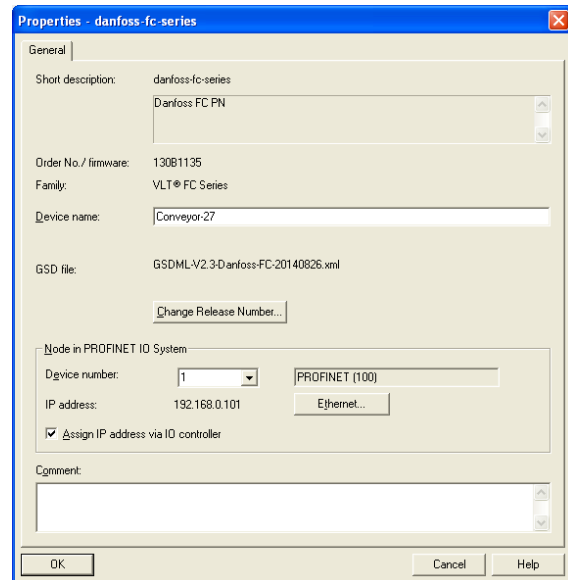 Properties - danfoss-fc-series
General
Short description: danfoss-fc-series
Danfoss FC PN
Order No./ firmware: 130B1135
Family: VLT® FC Series
Device name: Conveyor-27
GSD file: GSDML-V2.3-Danfoss-FC-20140826.xml
Change Release Number...
Node in PROFINET IO System
Device number: 1 PROFINET (100)
IP address: 192.168.0.101 Ethernet...
Assign IP address via IO controller
Comment:
OK Cancel Help